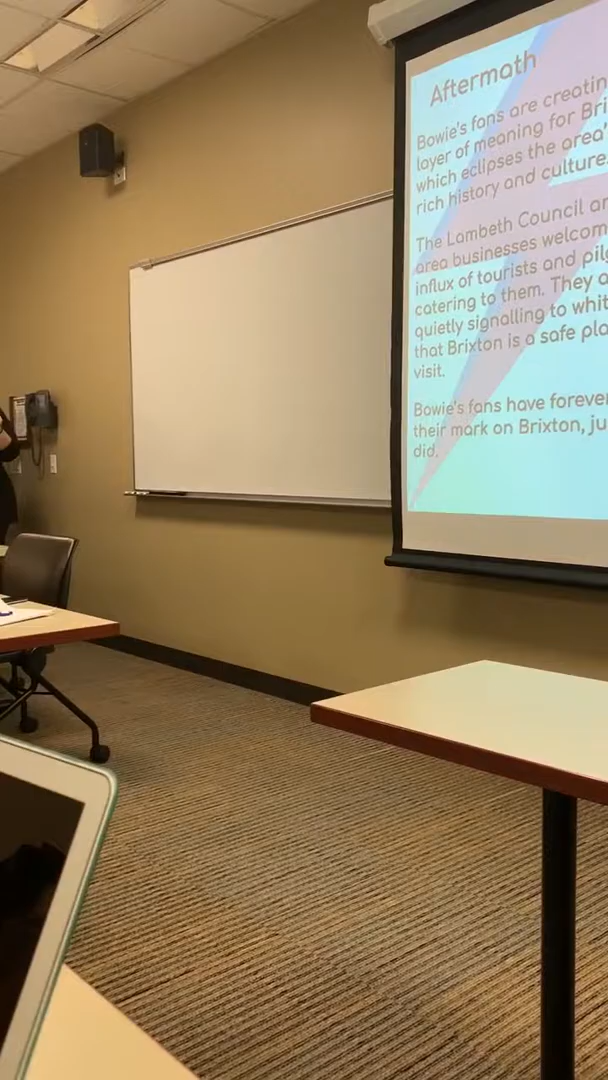 Aftermath
Bowie's fans are creatin
layer of meaning for Bri
which eclipses the area'
rich history and culture.
The Lambeth Council an
area businesses welcom
influx of tourists and pilg
catering to them. They a
quietly signalling to whit
that Brixton is a safe pla
visit.
Bowie's fans have forever
their mark on Brixton, ju
did.